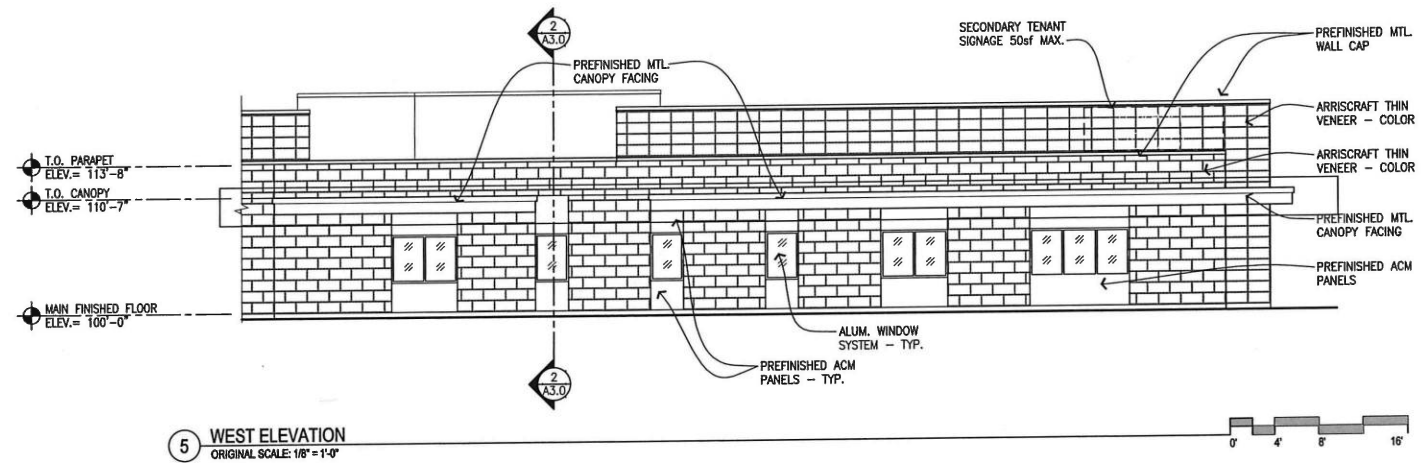 2
A3.0
SECONDARY TENANT
SIGNAGE 50sf MAX.
PREFINISHED MTL.
WALL CAP
PREFINISHED MTL.
CANOPY FACING
ARRISCRAFT THIN
VENEER – COLOR
ARRISCRAFT THIN
VENEER – COLOR
T.O. PARAPET
ELEV.= 113'-8"
T.O. CANOPY
ELEV.= 110'-7"
PREFINISHED MTL.
CANOPY FACING
PREFINISHED ACM
PANELS
MAIN FINISHED FLOOR
ELEV.= 100'-0"
ALUM. WINDOW
SYSTEM – TYP.
PREFINISHED ACM
PANELS – TYP.
2
A3.0
5 WEST ELEVATION
ORIGINAL SCALE: 1/8" = 1'-0"
0' 4' 8' 16'